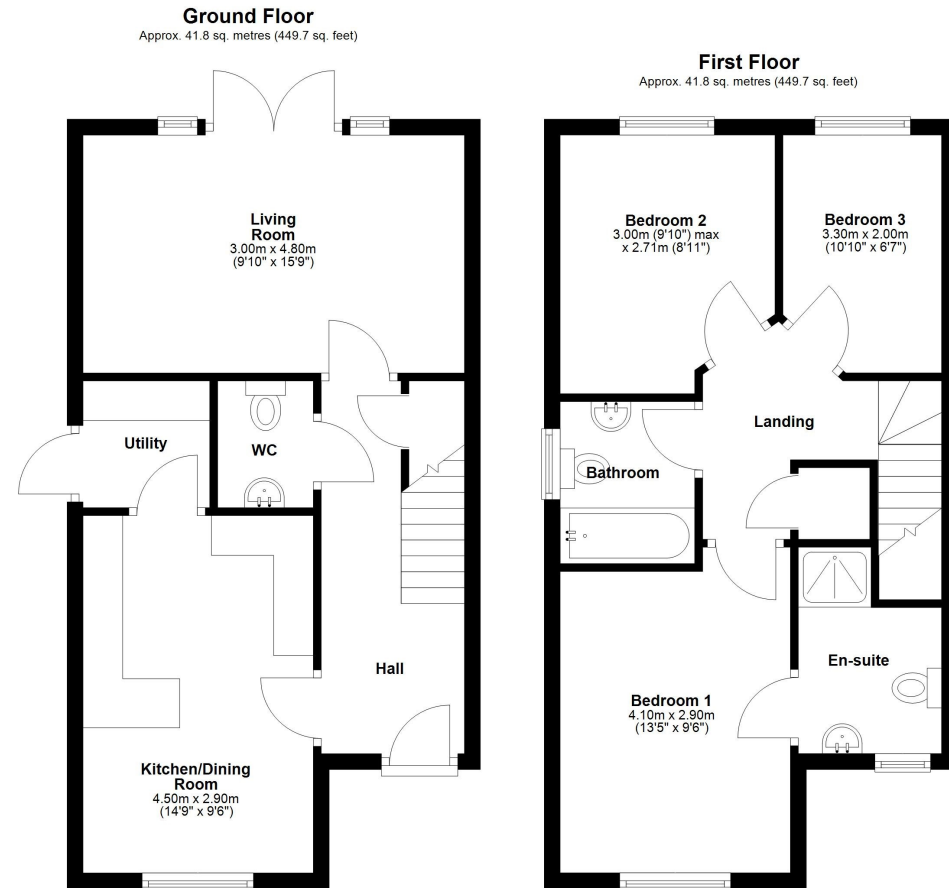 Ground Floor
Approx. 41.8 sq. metres (449.7 sq. feet)
Living
Room
3.00m x 4.80m
(9'10" x 15'9")
Utility
WC
Hall
Kitchen/Dining
Room
4.50m x 2.90m
(14'9" x 9'6")
First Floor
Approx. 41.8 sq. metres (449.7 sq. feet)
Bedroom 2
3.00m (9'10") max
x 2.71m (8'11")
Bedroom 3
3.30m x 2.00m
(10'10" x 6'7")
Landing
Bathroom
En-suite
Bedroom 1
4.10m x 2.90m
(13'5" x 9'6")